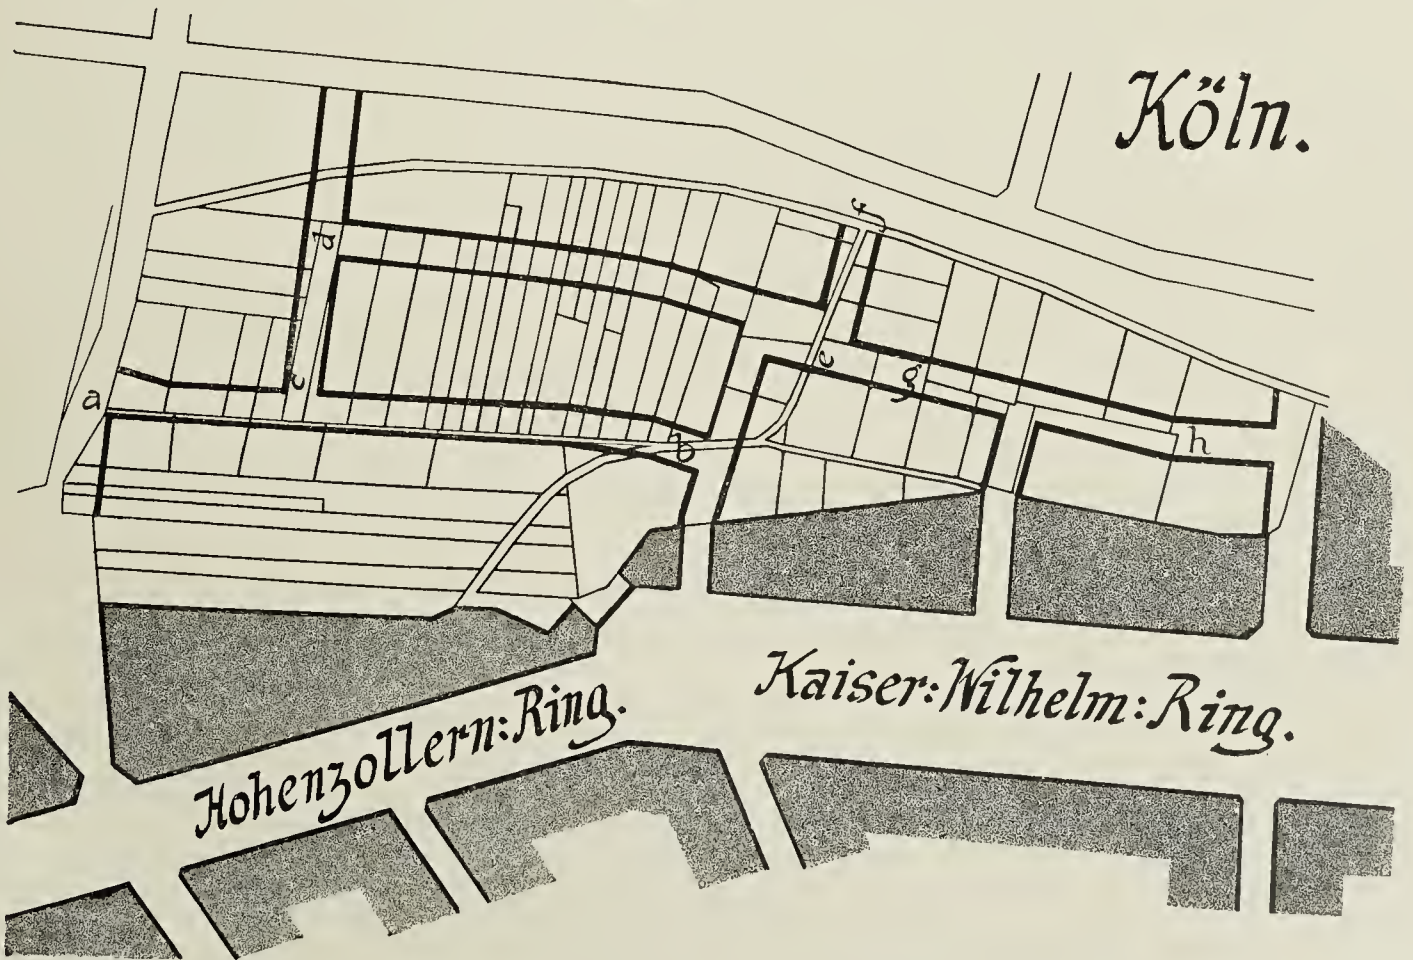 Köln.
f
d
e
g
c
a
h
b
Kaiser:Wilhelm:Ring.
Hohenzollern:Ring.